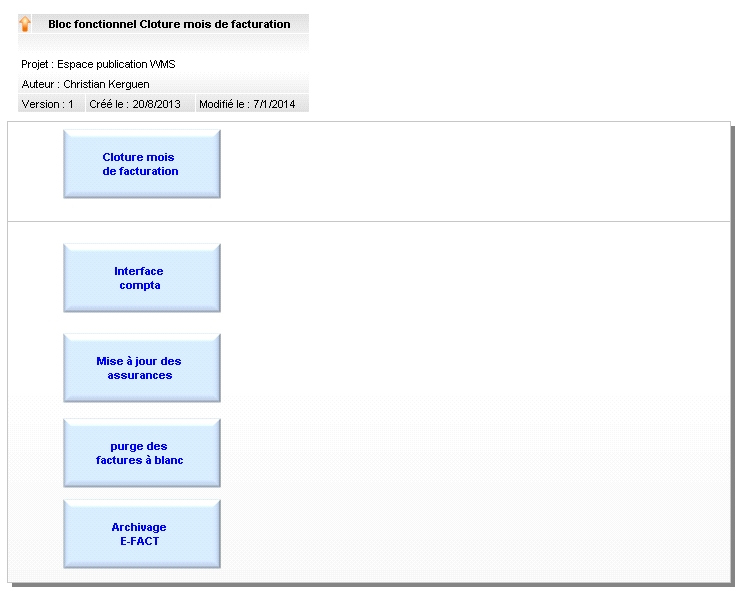 Bloc fonctionnel Cloture mois de facturation
Projet : Espace publication WMS
Auteur : Christian Kerguen
Version : 1 Créé le : 20/8/2013 Modifié le : 7/1/2014
Cloture mois
de facturation
Interface
compta
Mise à jour des
assurances
purge des
factures à blanc
Archivage
E-FACT